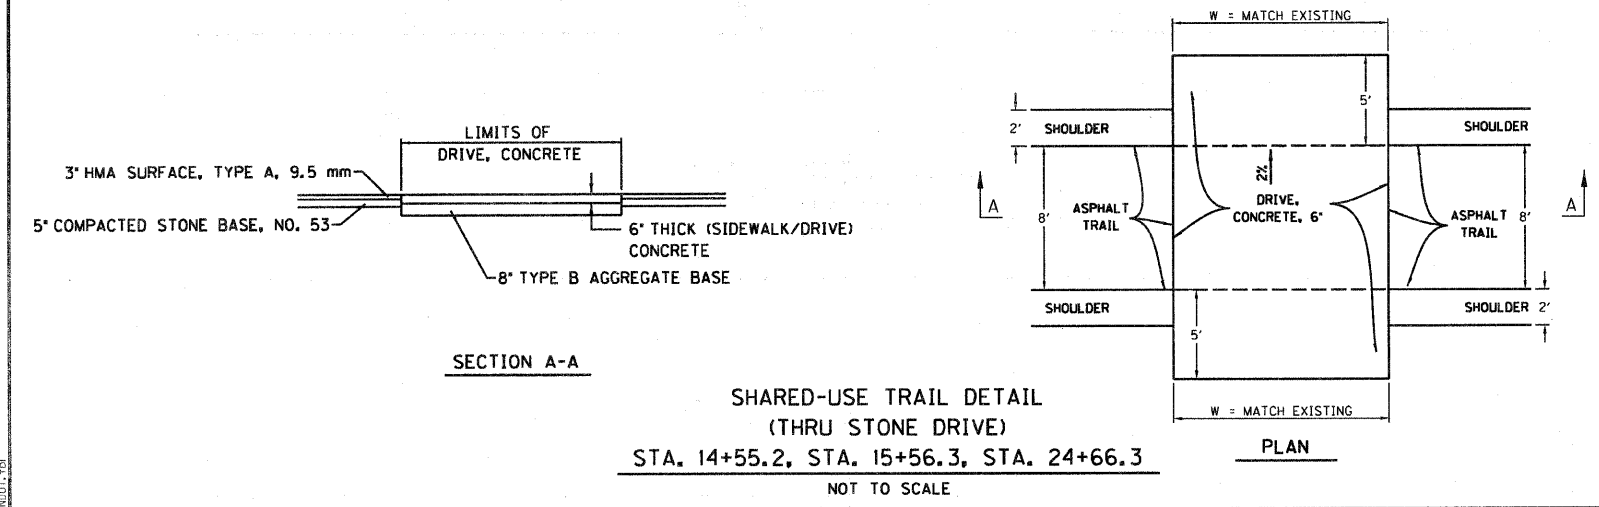 W = MATCH EXISTING
5'
2'
SHOULDER
SHOULDER
LIMITS OF
DRIVE, CONCRETE
3" HMA SURFACE, TYPE A, 9.5 mm
2%
5" COMPACTED STONE BASE, NO. 53
6" THICK (SIDEWALK/DRIVE)
CONCRETE
8" TYPE B AGGREGATE BASE
A
8'
ASPHALT
TRAIL
DRIVE,
CONCRETE, 6"
ASPHALT
TRAIL
8'
A
SHOULDER
SHOULDER
2'
5'
SECTION A-A
W = MATCH EXISTING
PLAN
SHARED-USE TRAIL DETAIL
(THRU STONE DRIVE)
STA. 14+55.2, STA. 15+56.3, STA. 24+66.3
NOT TO SCALE